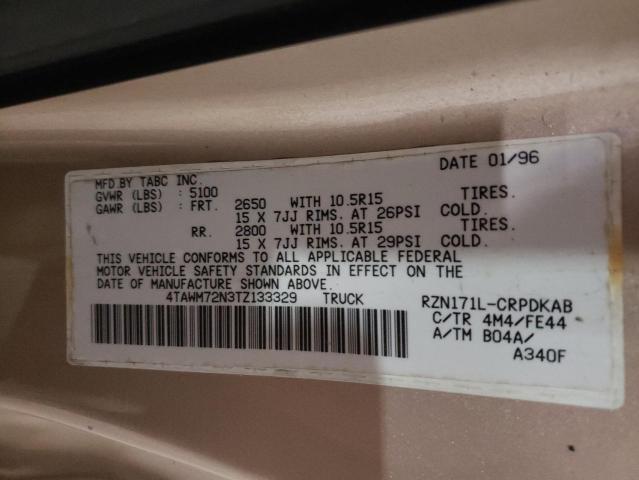 DATE 01/96
MFD.BY TABC INC.
GVWR (LBS) : 5100
GAWR (LBS) : FRT. 2650 WITH 10.5R15 TIRES.
15 X 7JJ RIMS. AT 26PSI COLD.
RR. 2800 WITH 10.5R15 TIRES.
15 X 7JJ RIMS. AT 29PSI COLD.
THIS VEHICLE CONFORMS TO ALL APPLICABLE FEDERAL
MOTOR VEHICLE SAFETY STANDARDS IN EFFECT ON THE
DATE OF MANUFACTURE SHOWN ABOVE.
4TAWM72N3TZ133329 TRUCK
RZN171L-CRPDKAB
C/TR 4M4/FE44
A/TM B04A/
A340F